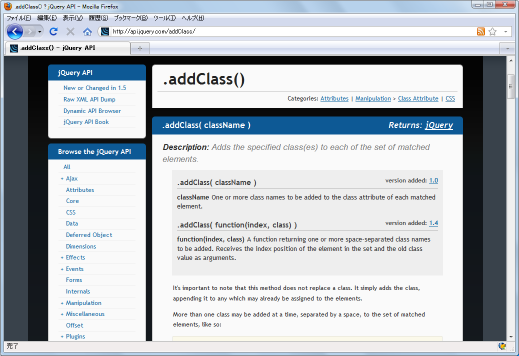 .addClass() ? jQuery API - Mozilla Firefox
ファイル(F) 編集(E) 表示(V) 履歴(S) ブックマーク(B) ツール(T) ヘルプ(H)
http://api.jquery.com/addClass/
.addClass() – jQuery API
jQuery API
New or Changed in 1.5
Raw XML API Dump
Dynamic API Browser
jQuery API Book
Browse the jQuery API
All
+ Ajax
Attributes
Core
CSS
Data
Deferred Object
Dimensions
+ Effects
+ Events
Forms
Internals
+ Manipulation
+ Miscellaneous
Offset
+ Plugins
.addClass()
Categories: Attributes | Manipulation > Class Attribute | CSS
.addClass( className ) Returns: jQuery
Description: Adds the specified class(es) to each of the set of matched
elements.
.addClass( className ) version added: 1.0
className One or more class names to be added to the class attribute of each matched
element.
.addClass( function(index, class) ) version added: 1.4
function(index, class) A function returning one or more space-separated class names
to be added. Receives the index position of the element in the set and the old class
value as arguments.
It's important to note that this method does not replace a class. It simply adds the class,
appending it to any which may already be assigned to the elements.
More than one class may be added at a time, separated by a space, to the set of matched
elements, like so:
完了